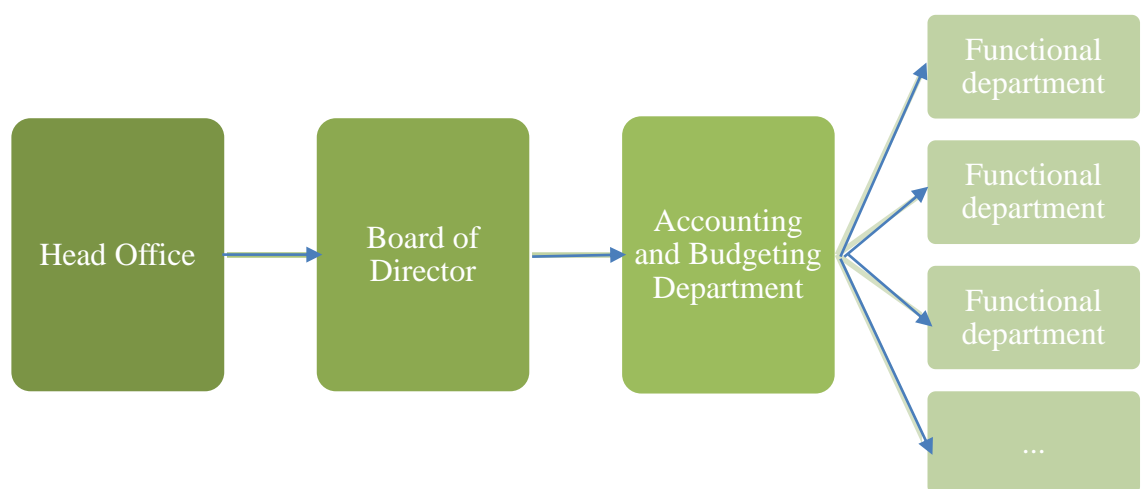 Head Office
Board of
Director
Accounting
and Budgeting
Department
Functional
department
Functional
department
Functional
department
...